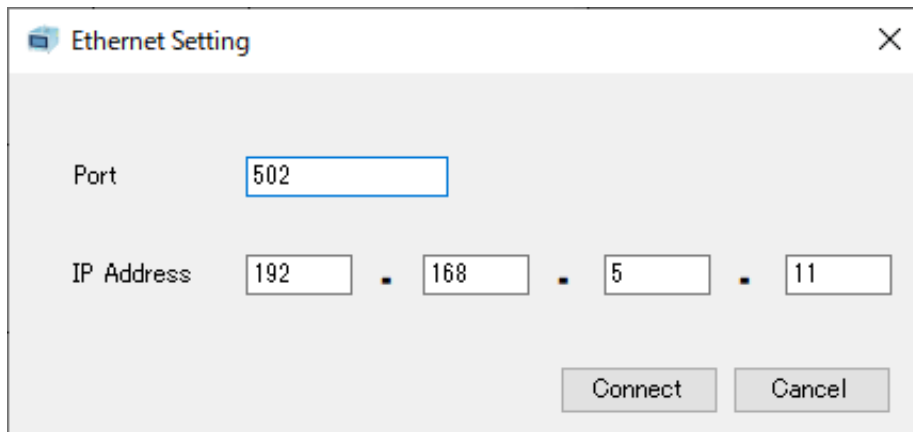 Ethernet Setting
Port 502
IP Address 192 . 168 . 5 . 11
Connect Cancel